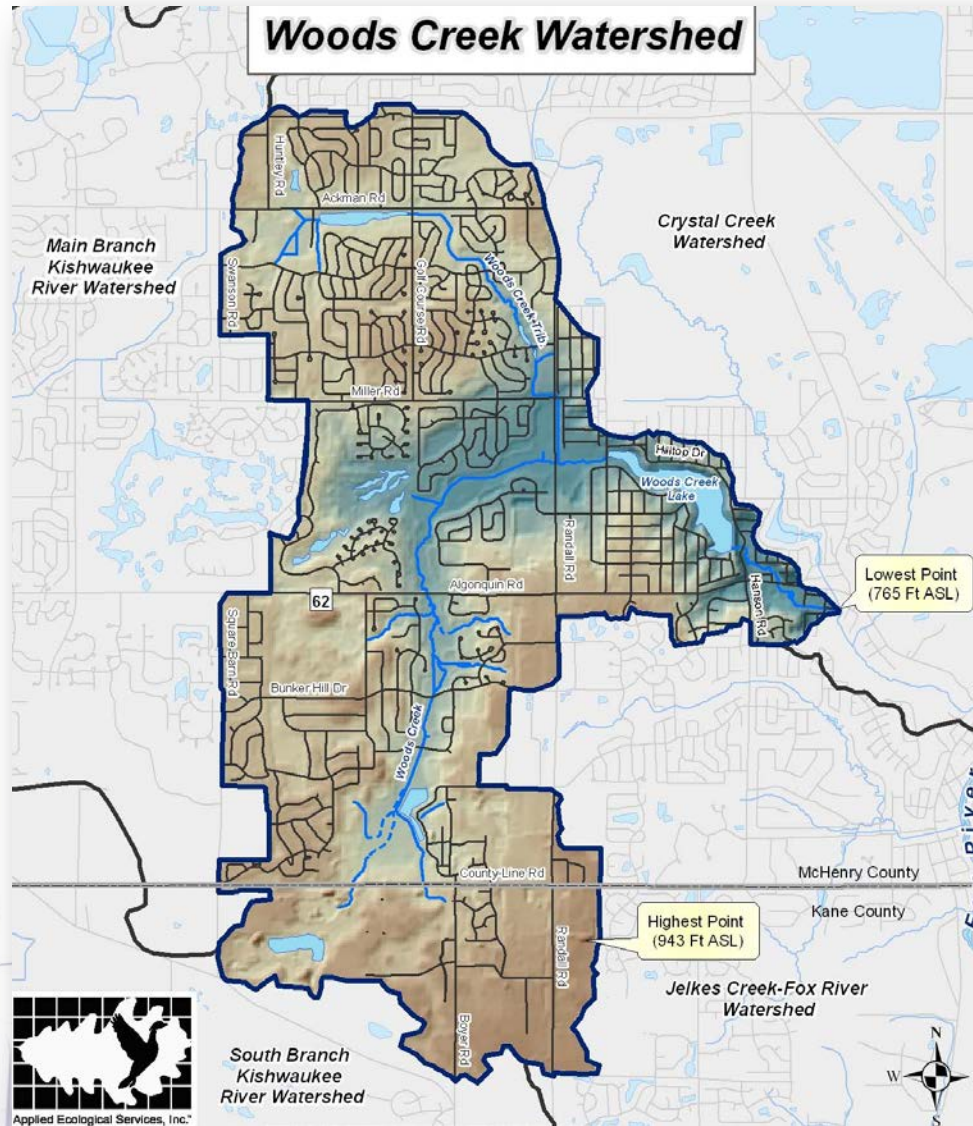 Woods Creek Watershed
Huntley Rd
Ackman Rd
Crystal Creek
Watershed
Main Branch
Kishwaukee
River Watershed
Swanson Rd
Golf Course Rd
Woods Creek Trib.
Miller Rd
Hilltop Dr
Woods Creek
Lake
Randall Rd
Algonquin Rd
62
Hanson Rd
Lowest Point
(765 Ft ASL)
Square Barn Rd
Bunker Hill Dr
Woods Creek
River
County Line Rd
McHenry County
Kane County
Highest Point
(943 Ft ASL)
Randall Rd
Jelkes Creek-Fox River
Watershed
Boyer Rd
South Branch
Kishwaukee
River Watershed
N
W
S
Applied Ecological Services, Inc.™